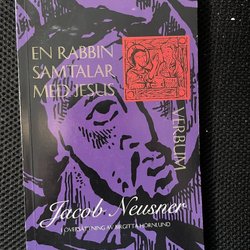 EN RABBIN
SAMTALAR
MED JESUS
VERBUM
Jacob Neusner
I ÖVERSÄTTNING AV BIRGITTA HÖRNLUND